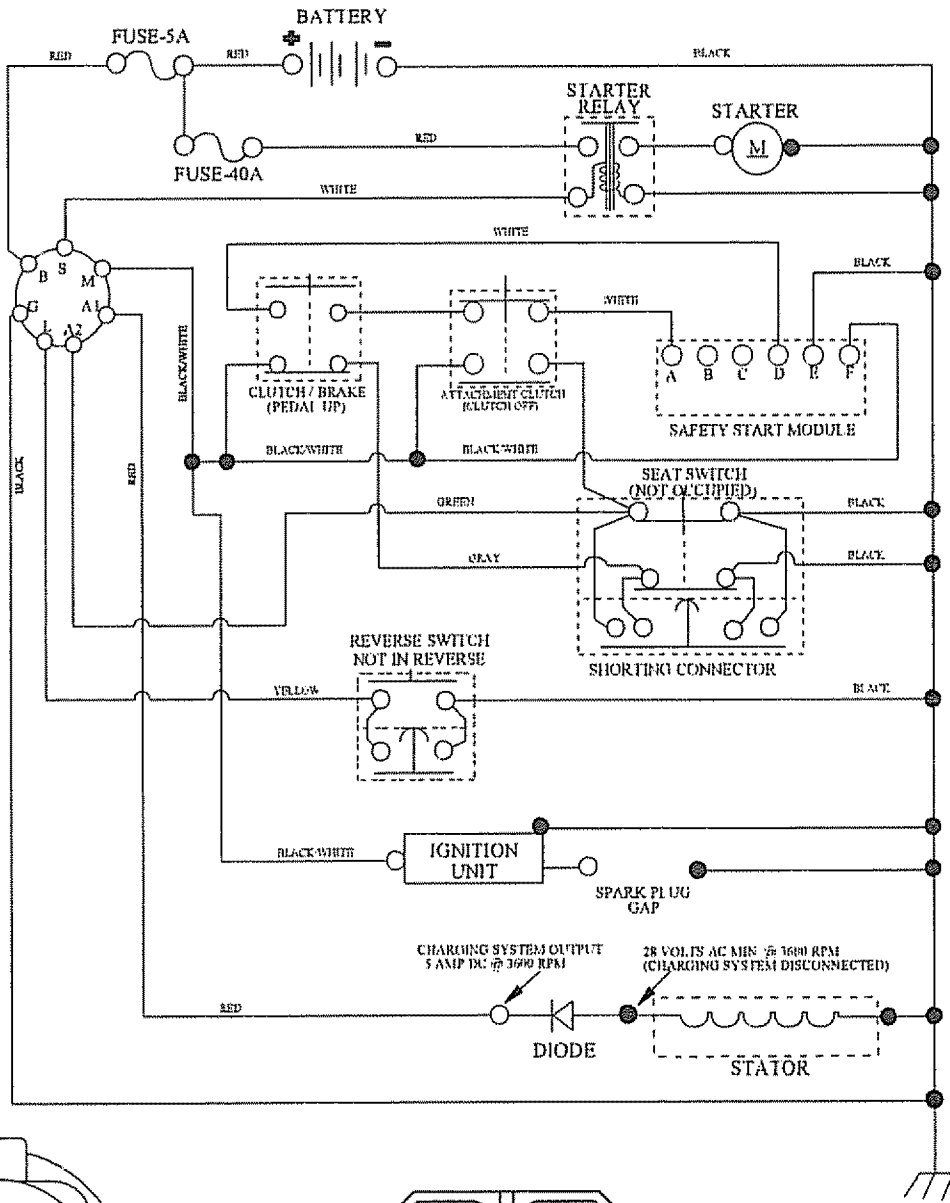 BATTERY
FUSE-5A
RED
RED
BLACK
STARTER
RELAY
STARTER
M
RED
FUSE-40A
WHITE
WHITE
BLACK
B
S
M
G
A1
L
A2
WHITE
BLACK/WHITE
A
B
C
D
E
F
CLUTCH / BRAKE
(PEDAL UP)
ATTACHMENT CLUTCH
(CLUTCH OFF)
SAFETY START MODULE
BLACK/WHITE
BLACK/WHITE
BLACK
RED
SEAT SWITCH
(NOT OCCUPIED)
GREEN
BLACK
GRAY
BLACK
REVERSE SWITCH
NOT IN REVERSE
SHORTING CONNECTOR
YELLOW
BLACK
BLACK/WHITE
IGNITION
UNIT
SPARK PLUG
GAP
CHARGING SYSTEM OUTPUT
5 AMP DC @ 3600 RPM
28 VOLTS AC MIN @ 3600 RPM
(CHARGING SYSTEM DISCONNECTED)
RED
DIODE
STATOR